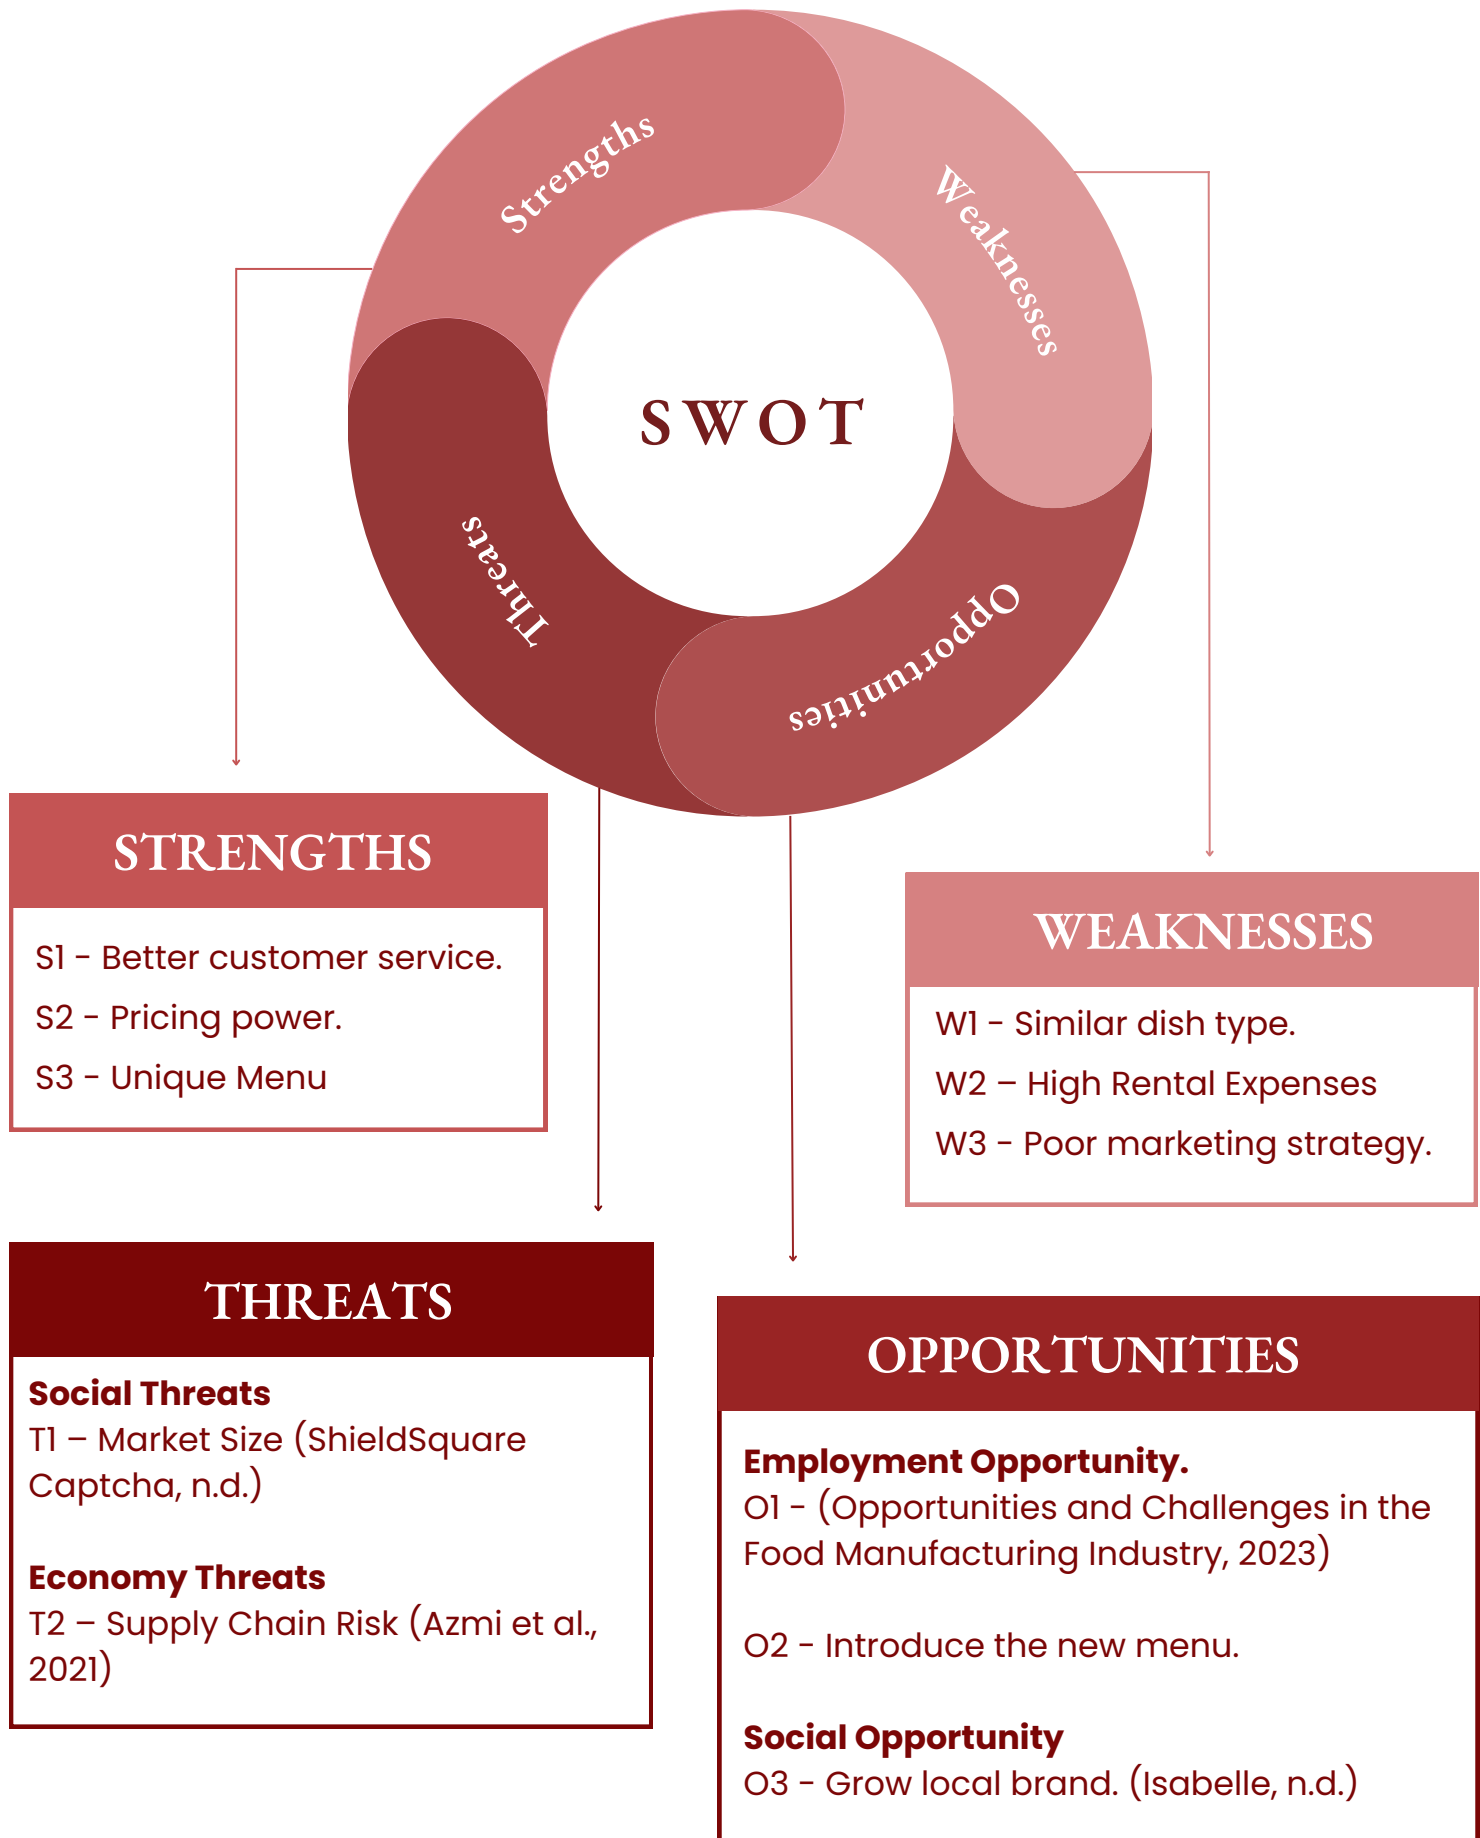 Strengths
Weaknesses
SWOT
Threats
Opportunities
STRENGTHS
S1 - Better customer service.
S2 - Pricing power.
S3 - Unique Menu
WEAKNESSES
W1 - Similar dish type.
W2 – High Rental Expenses
W3 - Poor marketing strategy.
THREATS
Social Threats
T1 – Market Size (ShieldSquare
Captcha, n.d.)
Economy Threats
T2 – Supply Chain Risk (Azmi et al.,
2021)
OPPORTUNITIES
Employment Opportunity.
O1 - (Opportunities and Challenges in the
Food Manufacturing Industry, 2023)
O2 - Introduce the new menu.
Social Opportunity
O3 - Grow local brand. (Isabelle, n.d.)